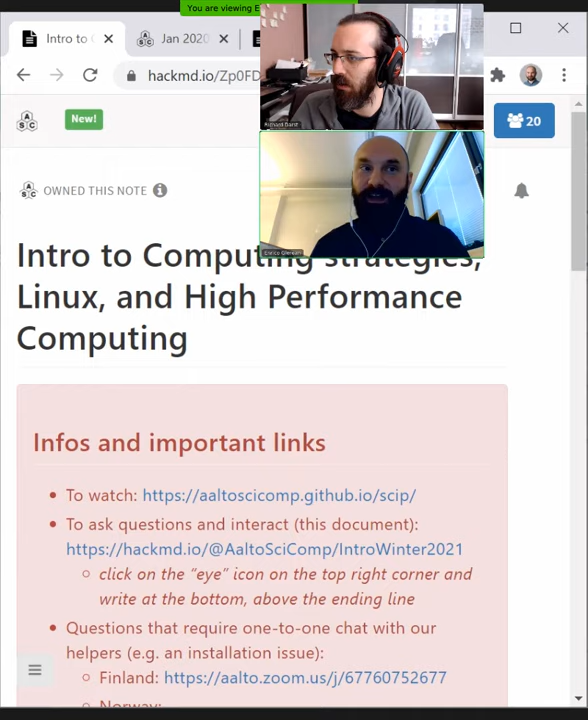 You are viewing E
Intro to C
Jan 2020
hackmd.io/Zp0FD
ASC
New!
20
OWNED THIS NOTE
Intro to Computing strategies,
Linux, and High Performance
Computing
Infos and important links
To watch: https://aaltoscicomp.github.io/scip/
To ask questions and interact (this document):
https://hackmd.io/@AaltoSciComp/IntroWinter2021
click on the “eye” icon on the top right corner and
write at the bottom, above the ending line
Questions that require one-to-one chat with our
helpers (e.g. an installation issue):
Finland: https://aalto.zoom.us/j/67760752677
Norway: